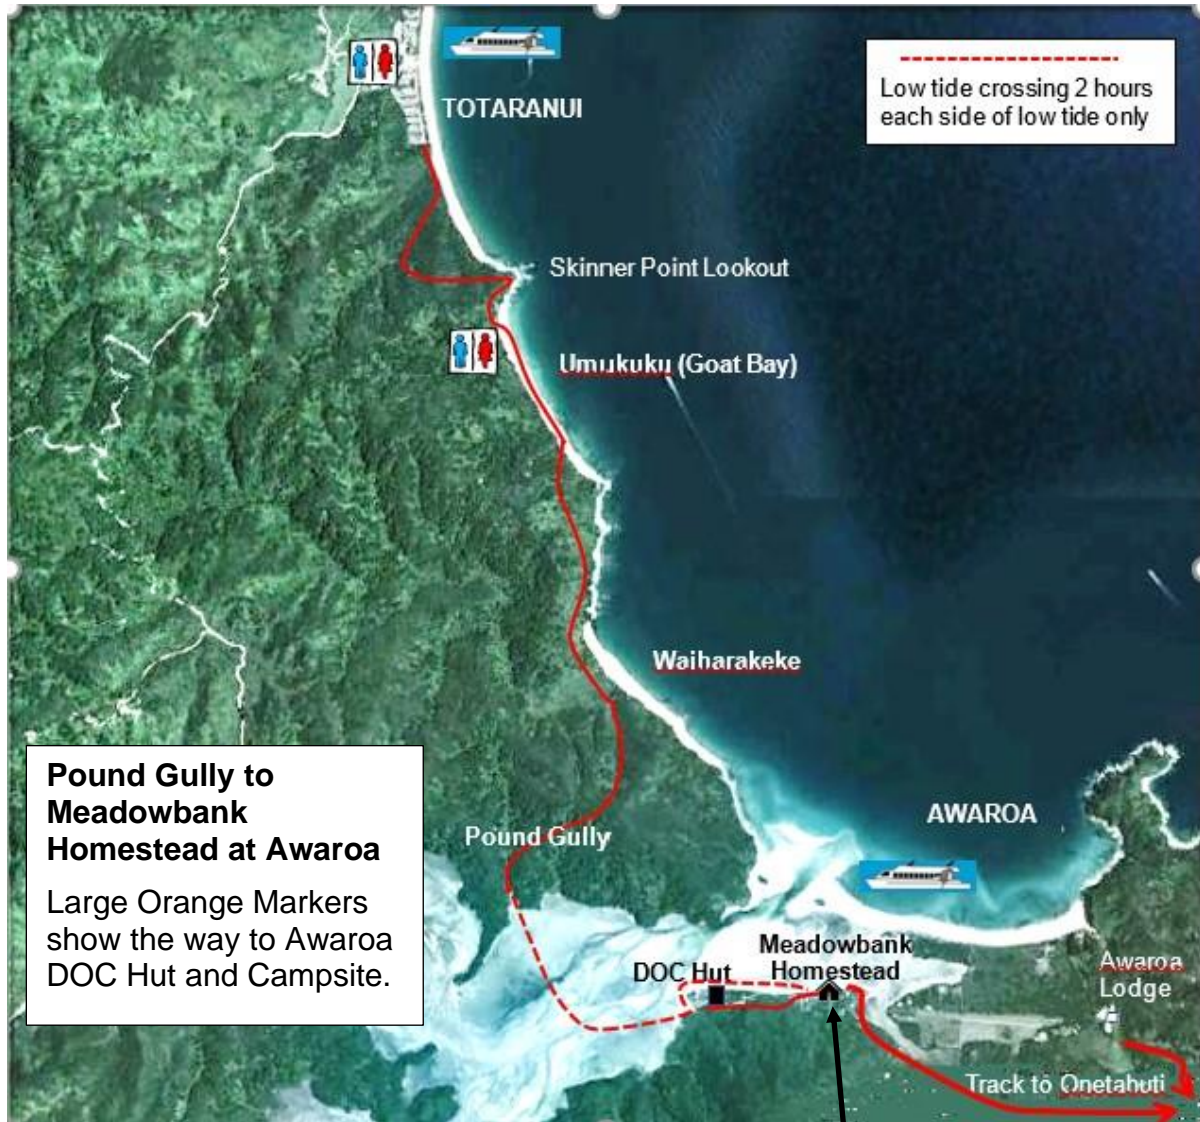 Low tide crossing 2 hours
each side of low tide only
TOTARANUI
Skinner Point Lookout
Umukuku (Goat Bay)
Waiharakeke
Pound Gully to
Meadowbank
Homestead at Awaroa
Large Orange Markers
show the way to Awaroa
DOC Hut and Campsite.
AWAROA
Pound Gully
Meadowbank
Homestead
DOC Hut
Awaroa
Lodge
Track to Onetahuti